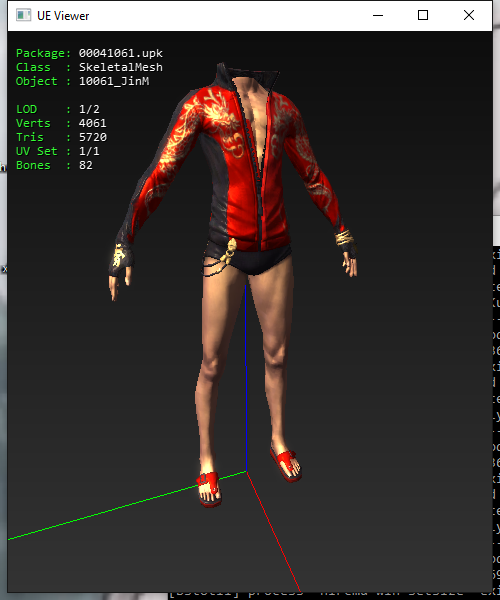 UE Viewer
Package: 00041061.upk
Class : SkeletalMesh
Object : 10061_JinM
LOD : 1/2
Verts : 4061
Tris : 5720
UV Set : 1/1
Bones : 82